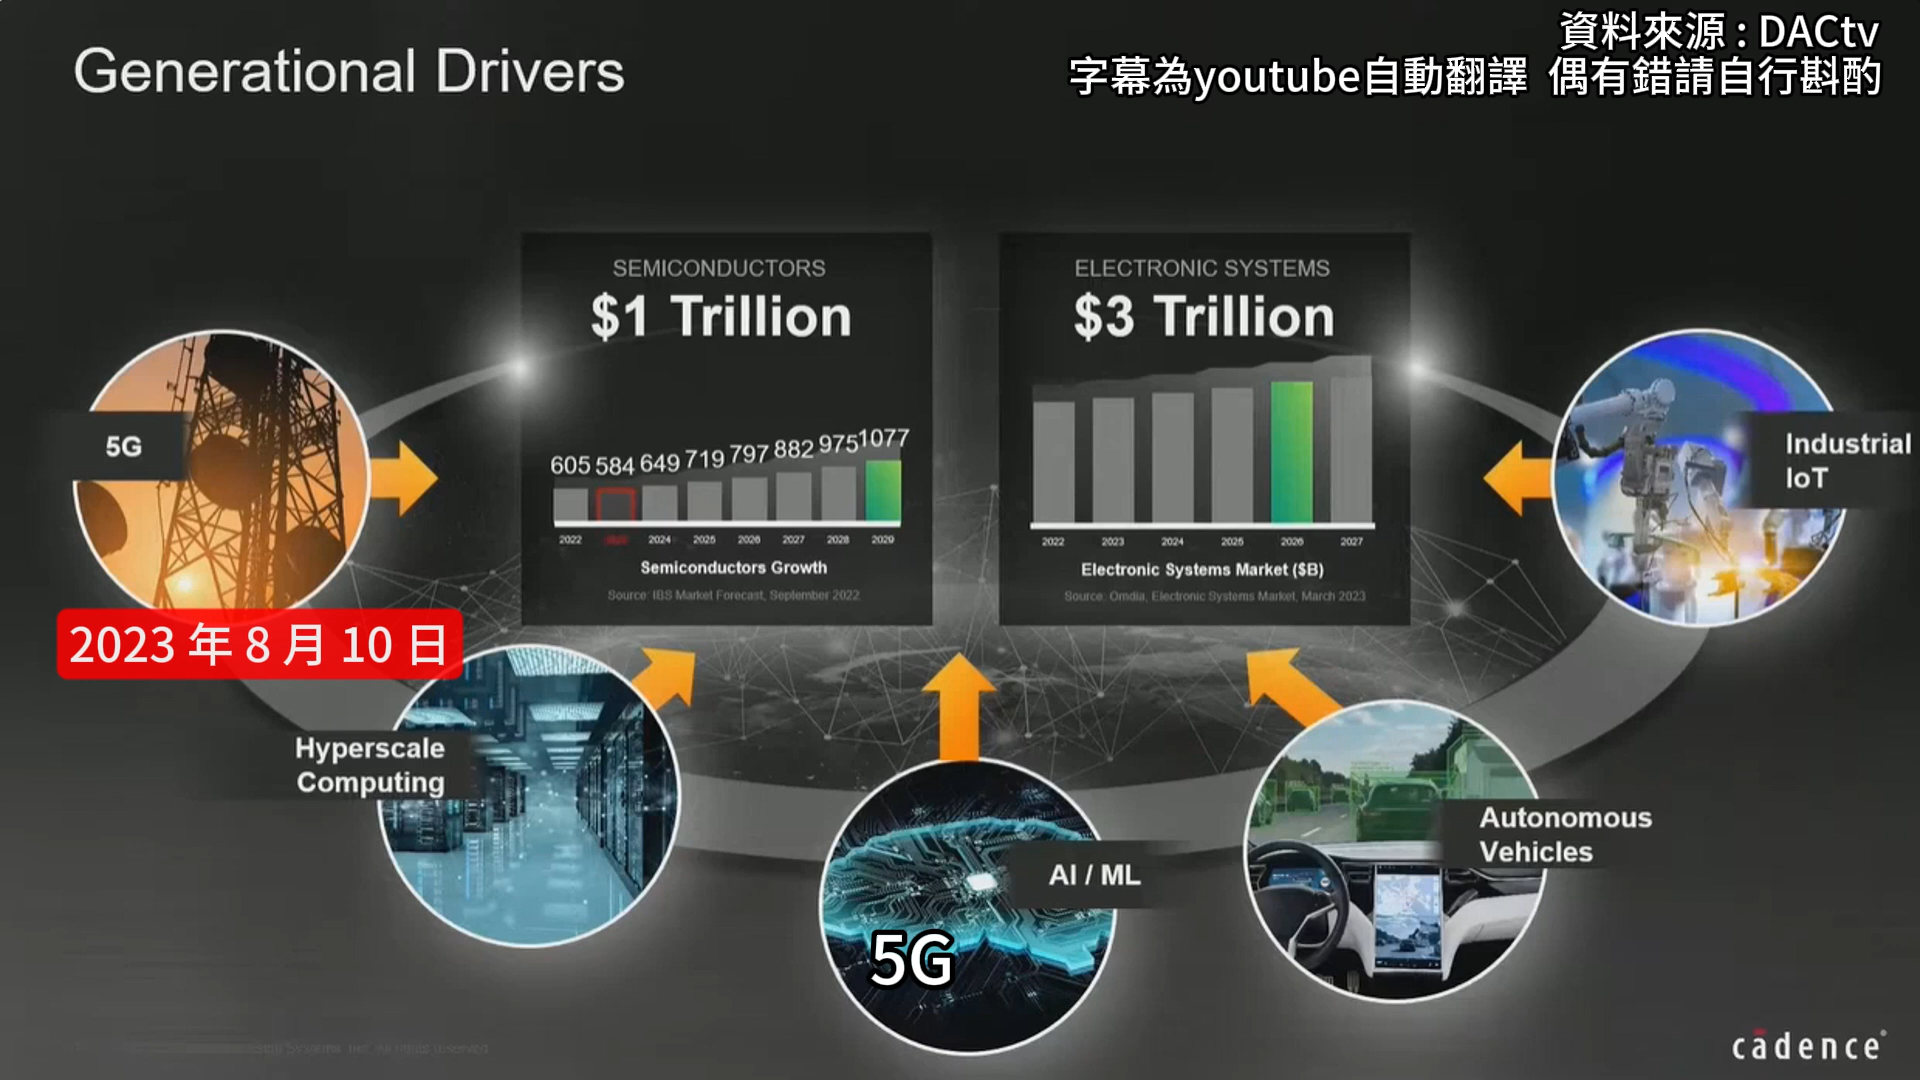 資料來源 : DACtv
字幕為youtube自動翻譯 偶有錯請自行斟酌
Generational Drivers
SEMICONDUCTORS
$1 Trillion
605 584 649 719 797 882 975 1077
2022 2024 2025 2026 2027 2028 2029
Semiconductors Growth
Source: IBS Market Forecast, September 2022
ELECTRONIC SYSTEMS
$3 Trillion
2022 2023 2024 2025 2026 2027
Electronic Systems Market ($B)
Source: Omdia, Electronic Systems Market, March 2023
5G
Industrial
IoT
2023 年 8 月 10 日
Hyperscale
Computing
AI / ML
Autonomous
Vehicles
5G
cādence®